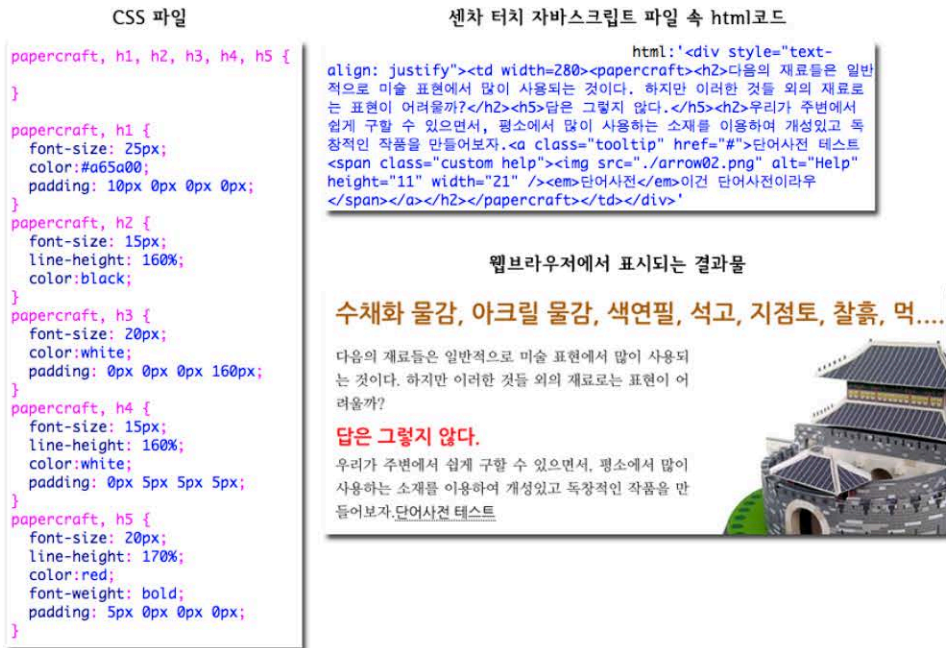 CSS 파일
papercraft, h1, h2, h3, h4, h5 {
}
papercraft, h1 {
font-size: 25px;
color:#a65a00;
padding: 10px 0px 0px 0px;
}
papercraft, h2 {
font-size: 15px;
line-height: 160%;
color:black;
}
papercraft, h3 {
font-size: 20px;
color:white;
padding: 0px 0px 0px 160px;
}
papercraft, h4 {
font-size: 15px;
line-height: 160%;
color:white;
padding: 0px 5px 5px 5px;
}
papercraft, h5 {
font-size: 20px;
line-height: 170%;
color:red;
font-weight: bold;
padding: 5px 0px 0px 0px;
}
센차 터치 자바스크립트 파일 속 html코드
html:'<div style="text-
align: justify"><td width=280><papercraft><h2>다음의 재료들은 일반
적으로 미술 표현에서 많이 사용되는 것이다. 하지만 이러한 것들 외의 재료로
는 표현이 어려울까?</h2><h5>답은 그렇지 않다.</h5><h2>우리가 주변에서
쉽게 구할 수 있으면서, 평소에서 많이 사용하는 소재를 이용하여 개성있고 독
창적인 작품을 만들어보자.<a class="tooltip" href="#">단어사전 테스트
<span class="custom help"><img src="./arrow02.png" alt="Help"
height="11" width="21" /><em>단어사전</em>이건 단어사전이라우
</span></a></h2></papercraft></td></div>'
웹브라우저에서 표시되는 결과물
수채화 물감, 아크릴 물감, 색연필, 석고, 지점토, 찰흙, 먹....
다음의 재료들은 일반적으로 미술 표현에서 많이 사용되
는 것이다. 하지만 이러한 것들 외의 재료로는 표현이 어
려울까?
답은 그렇지 않다.
우리가 주변에서 쉽게 구할 수 있으면서, 평소에서 많이
사용하는 소재를 이용하여 개성있고 독창적인 작품을 만
들어보자.단어사전 테스트